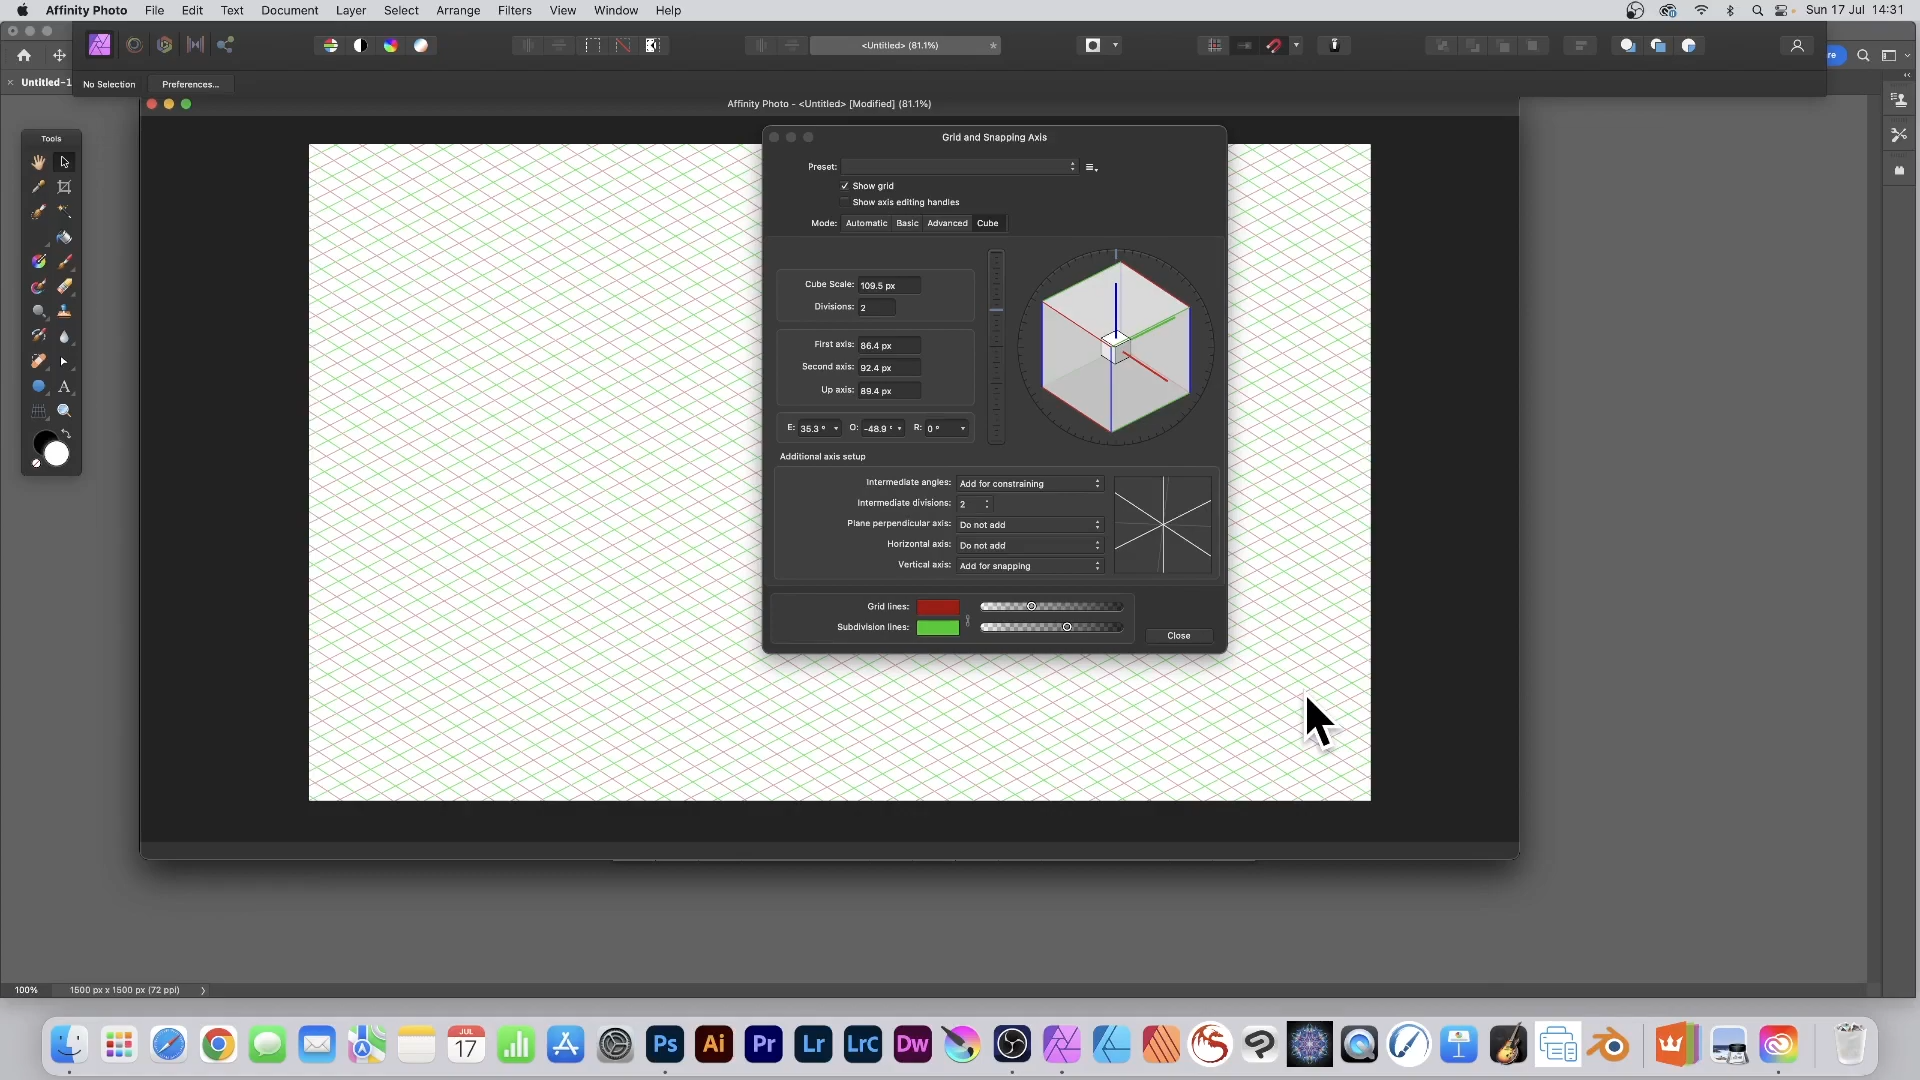 Affinity Photo File Edit Text Document Layer Select Arrange Filters View Window Help
Sun 17 Jul 14:31
<Untitled> (81.1%)
No Selection
Preferences...
Untitled-1
Affinity Photo - <Untitled> [Modified] (81.1%)
Tools
Grid and Snapping Axis
Preset:
Show grid
Show axis editing handles
Mode: Automatic Basic Advanced Cube
Cube Scale: 109.5 px
Divisions: 2
First axis: 86.4 px
Second axis: 92.4 px
Up axis: 89.4 px
E: 35.3 ° O: -48.9 R: 0 °
Additional axis setup
Intermediate angles: Add for constraining
Intermediate divisions: 2
Plane perpendicular axis: Do not add
Horizontal axis: Do not add
Vertical axis: Add for snapping
Grid lines:
Subdivision lines:
Close
100%
1500 px x 1500 px (72 ppi)
JUL
17
Ps
Ai
Pr
Lr
LrC
Dw